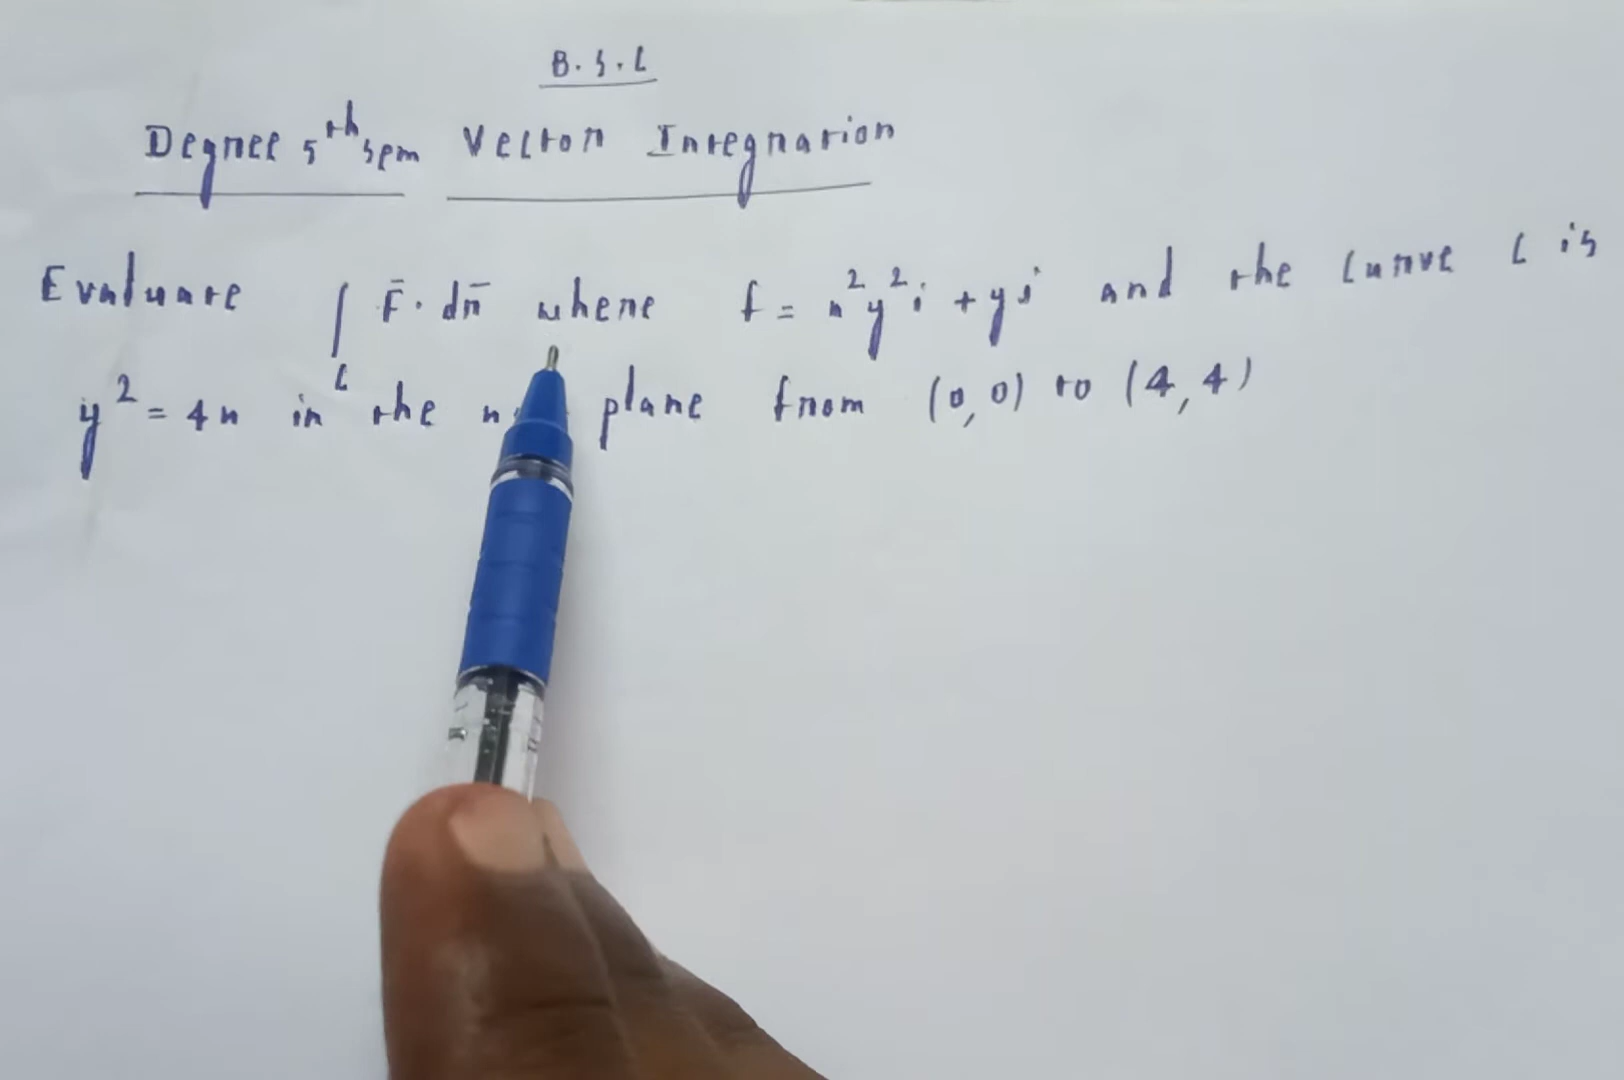 B.S.C
Degree 5th sem Vector Integration
Evaluate ∫C F̄·dr̄ where f = x²y²i + yj and the curve C is
y² = 4x in the plane from (0,0) to (4,4)